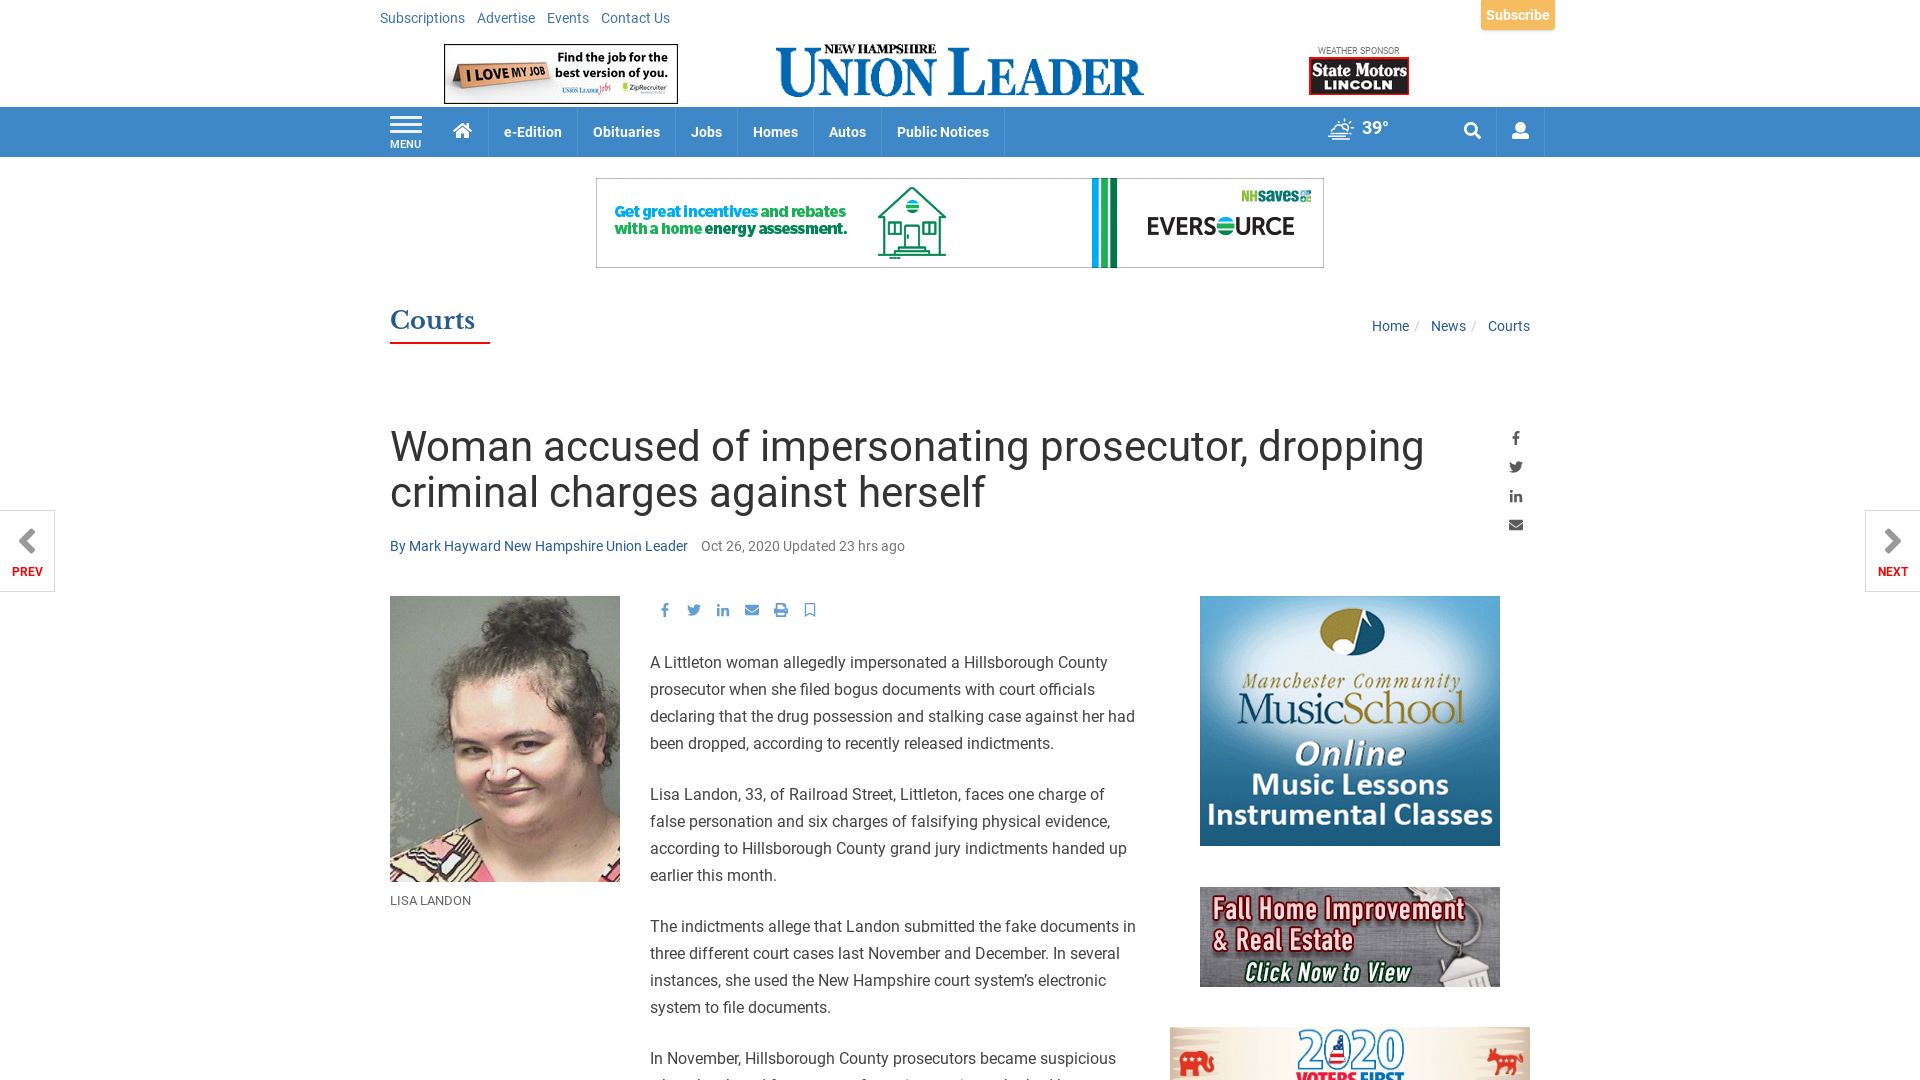 Subscriptions Advertise Events Contact Us
Subscribe
I LOVE MY JOB
Find the job for the
best version of you.
UNION LEADER Jobs ZipRecruiter
NEW HAMPSHIRE
UNION LEADER
WEATHER SPONSOR
State Motors
LINCOLN
MENU
e-Edition Obituaries Jobs Homes Autos Public Notices
39°
Get great incentives and rebates
with a home energy assessment.
NHsaves
EVERSOURCE
Courts
Home / News / Courts
Woman accused of impersonating prosecutor, dropping
criminal charges against herself
By Mark Hayward New Hampshire Union Leader Oct 26, 2020 Updated 23 hrs ago
PREV
NEXT
LISA LANDON
A Littleton woman allegedly impersonated a Hillsborough County
prosecutor when she filed bogus documents with court officials
declaring that the drug possession and stalking case against her had
been dropped, according to recently released indictments.
Lisa Landon, 33, of Railroad Street, Littleton, faces one charge of
false personation and six charges of falsifying physical evidence,
according to Hillsborough County grand jury indictments handed up
earlier this month.
The indictments allege that Landon submitted the fake documents in
three different court cases last November and December. In several
instances, she used the New Hampshire court system’s electronic
system to file documents.
In November, Hillsborough County prosecutors became suspicious
Manchester Community
MusicSchool
Online
Music Lessons
Instrumental Classes
Fall Home Improvement
& Real Estate
Click Now to View
2020
VOTERS FIRST